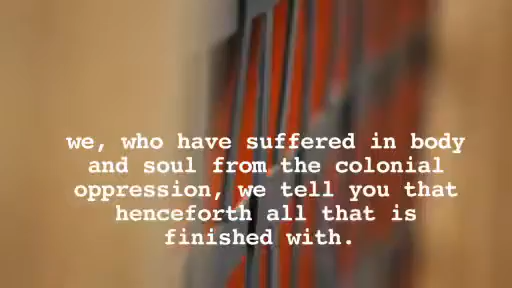 we, who have suffered in body
and soul from the colonial
oppression, we tell you that
henceforth all that is
finished with.